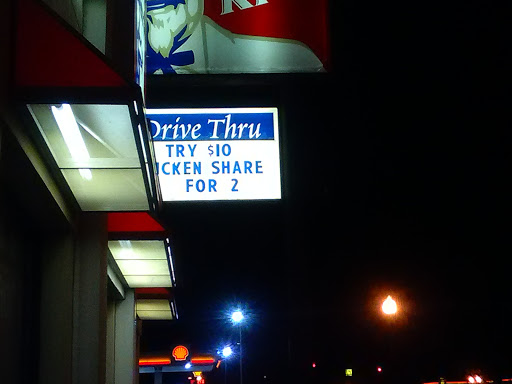 Drive Thru
TRY $10
ICKEN SHARE
FOR 2